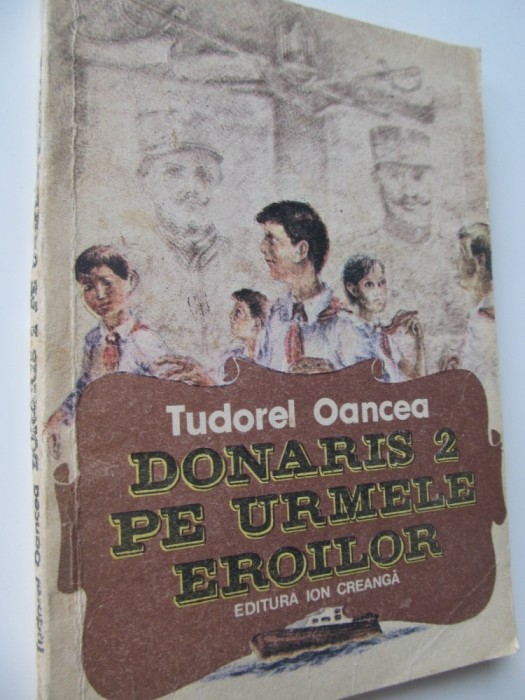 Tudorel Oancea
DONARIS 2
PE URMELE
EROILOR
EDITURA ION CREANGĂ
Tudorel Oancea DONARIS 2 PE URMELE